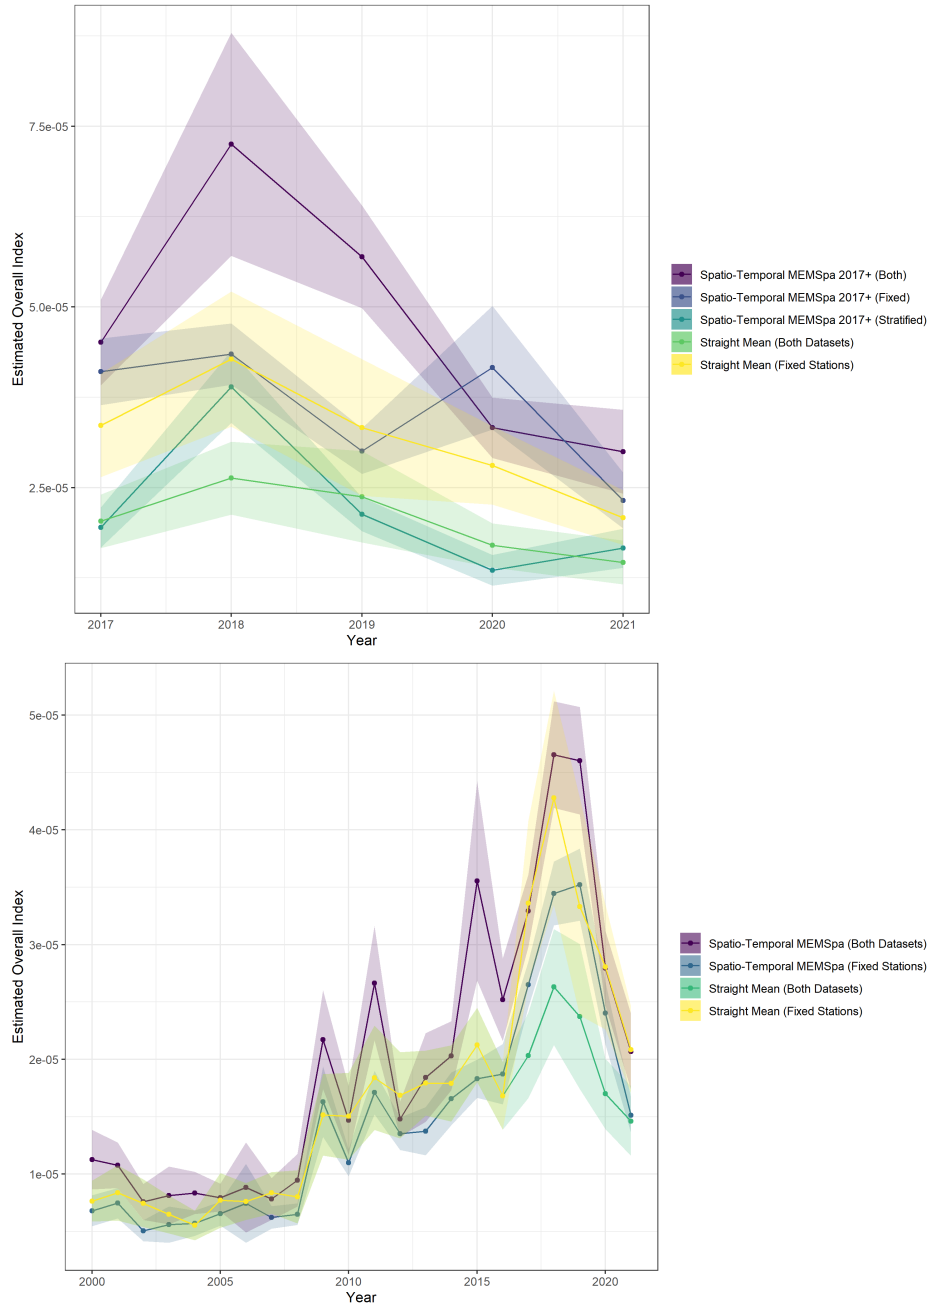 7.5e-05
5.0e-05
2.5e-05
Estimated Overall Index
2017
2018
2019
2020
2021
Year
Spatio-Temporal MEMSpa 2017+ (Both)
Spatio-Temporal MEMSpa 2017+ (Fixed)
Spatio-Temporal MEMSpa 2017+ (Stratified)
Straight Mean (Both Datasets)
Straight Mean (Fixed Stations)
5e-05
4e-05
3e-05
2e-05
1e-05
Estimated Overall Index
2000
2005
2010
2015
2020
Year
Spatio-Temporal MEMSpa (Both Datasets)
Spatio-Temporal MEMSpa (Fixed Stations)
Straight Mean (Both Datasets)
Straight Mean (Fixed Stations)